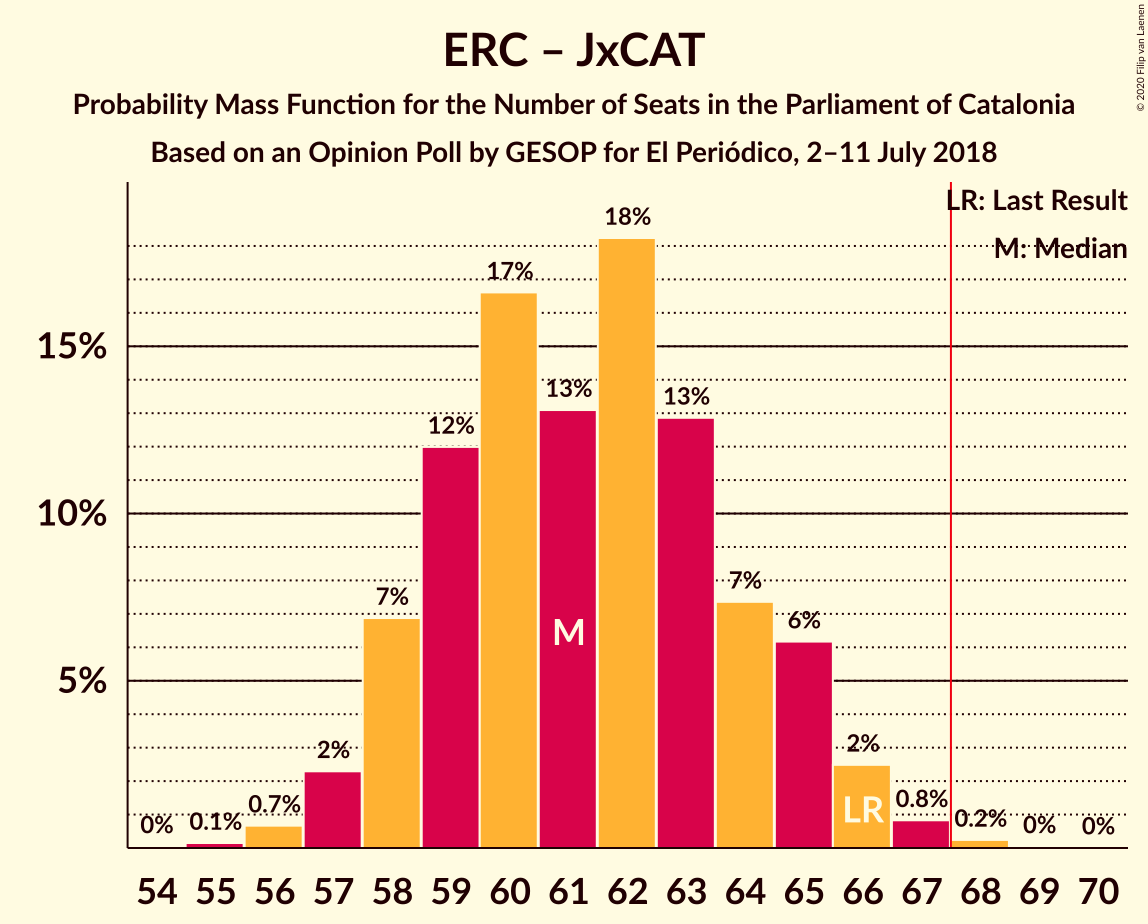 ERC – JxCAT
Probability Mass Function for the Number of Seats in the Parliament of Catalonia
Based on an Opinion Poll by GESOP for El Periódico, 2–11 July 2018
© 2020 Filip van Laenen
LR: Last Result
M: Median
15%
10%
5%
0%
0.1%
0.7%
2%
7%
12%
17%
13%
18%
13%
7%
6%
2%
0.8%
0.2%
0%
0%
M
LR
54 55 56 57 58 59 60 61 62 63 64 65 66 67 68 69 70